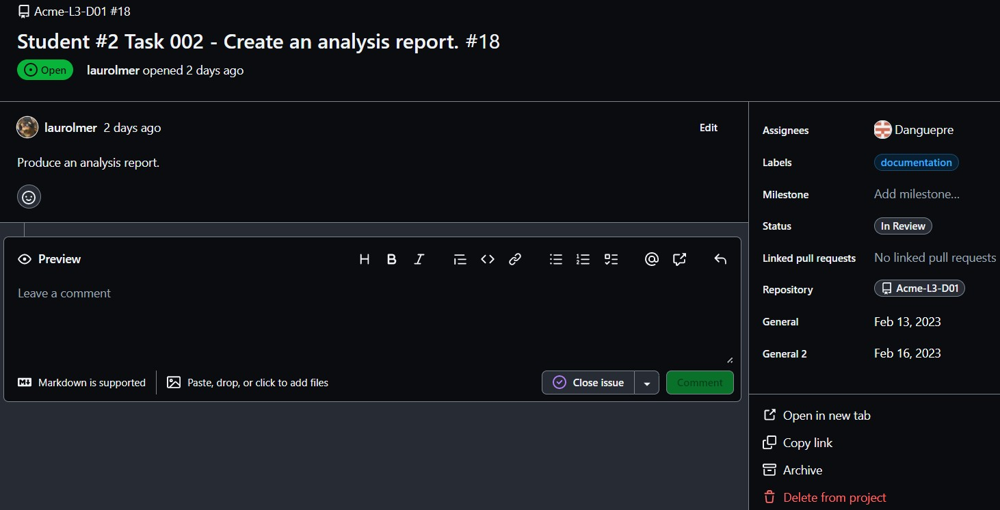 Acme-L3-D01 #18
Student #2 Task 002 - Create an analysis report. #18
Open laurolmer opened 2 days ago
laurolmer 2 days ago Edit
Produce an analysis report.
Preview
Leave a comment
Markdown is supported Paste, drop, or click to add files Close issue Comment
Assignees Danguepre
Labels documentation
Milestone Add milestone...
Status In Review
Linked pull requests No linked pull requests
Repository Acme-L3-D01
General Feb 13, 2023
General 2 Feb 16, 2023
Open in new tab
Copy link
Archive
Delete from project